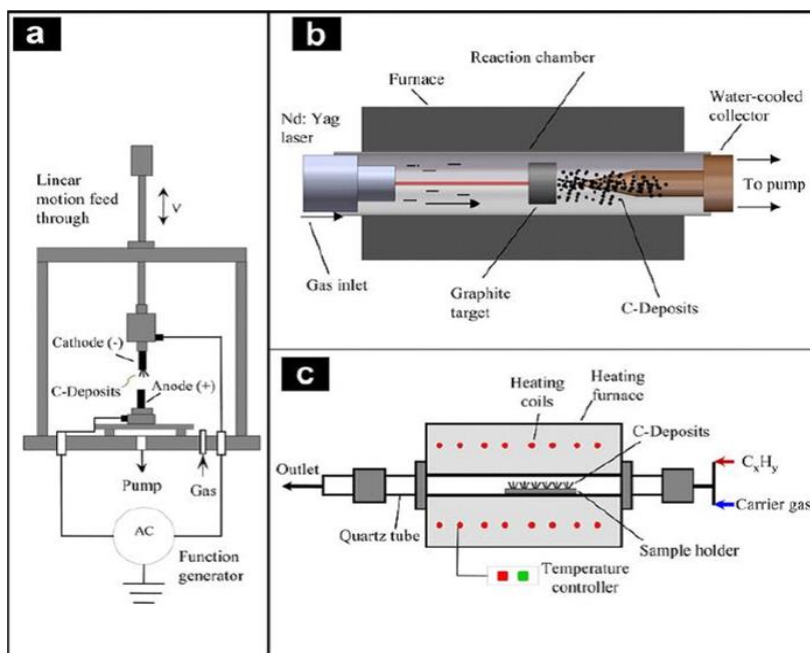 a
Linear
motion feed
through
V
Cathode (-)
C-Deposits
Anode (+)
Pump
Gas
AC
Function
generator
b
Reaction chamber
Furnace
Water-cooled
collector
Nd: Yag
laser
To pump
Gas inlet
Graphite
target
C-Deposits
c
Heating
coils
Heating
furnace
C-Deposits
Outlet
CxHy
Carrier gas
Quartz tube
Sample holder
Temperature
controller